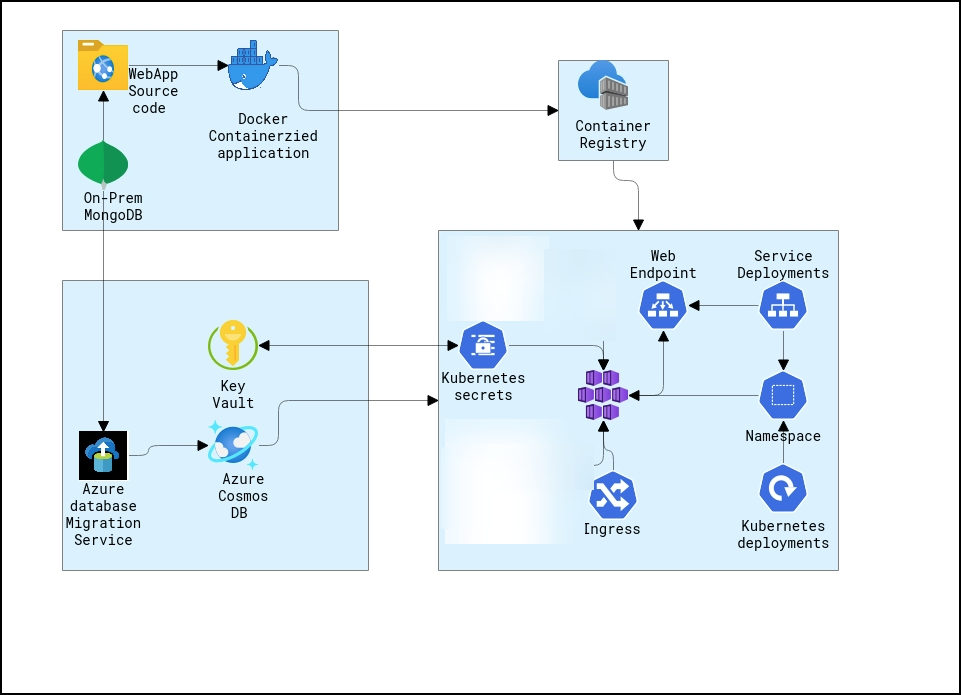 WebApp
Source
code
Docker
Containerzied
application
On-Prem
MongoDB
Container
Registry
Web
Endpoint
Service
Deployments
Key
Vault
Kubernetes
secrets
Namespace
Azure
Cosmos
DB
Azure
database
Migration
Service
Ingress
Kubernetes
deployments